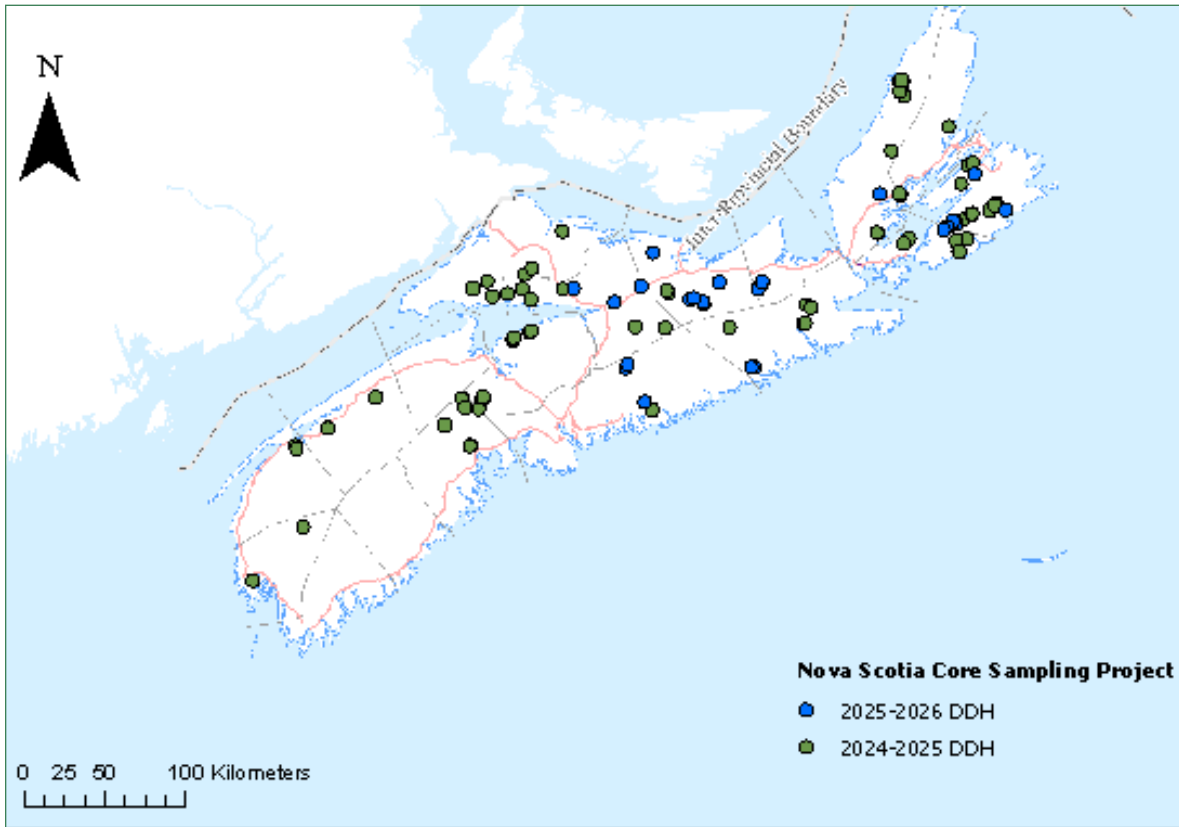 N
Inter-Provincial Boundary
Nova Scotia Core Sampling Project
2025-2026 DDH
2024-2025 DDH
0 25 50 100 Kilometers